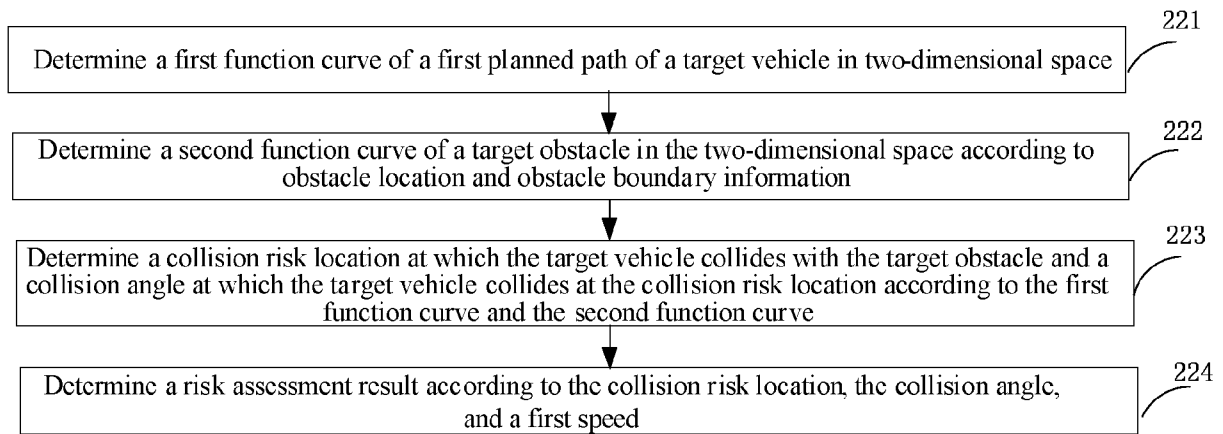 221
Determine a first function curve of a first planned path of a target vehicle in two-dimensional space
222
Determine a second function curve of a target obstacle in the two-dimensional space according to
obstacle location and obstacle boundary information
223
Determine a collision risk location at which the target vehicle collides with the target obstacle and a
collision angle at which the target vehicle collides at the collision risk location according to the first
function curve and the second function curve
224
Determine a risk assessment result according to the collision risk location, the collision angle,
and a first speed